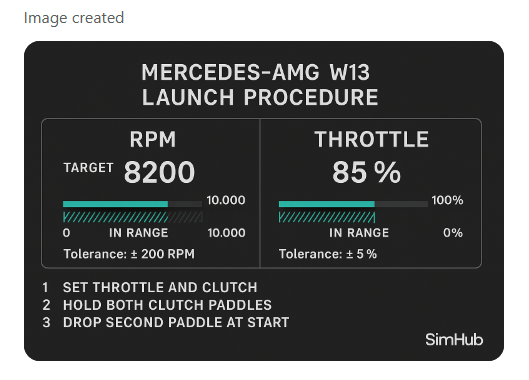 Image created
MERCEDES-AMG W13
LAUNCH PROCEDURE
RPM
TARGET 8200
10.000
0 IN RANGE 10.000
Tolerance: ± 200 RPM
THROTTLE
85 %
100%
IN RANGE 0%
Tolerance: ± 5 %
1 SET THROTTLE AND CLUTCH
2 HOLD BOTH CLUTCH PADDLES
3 DROP SECOND PADDLE AT START
SimHub